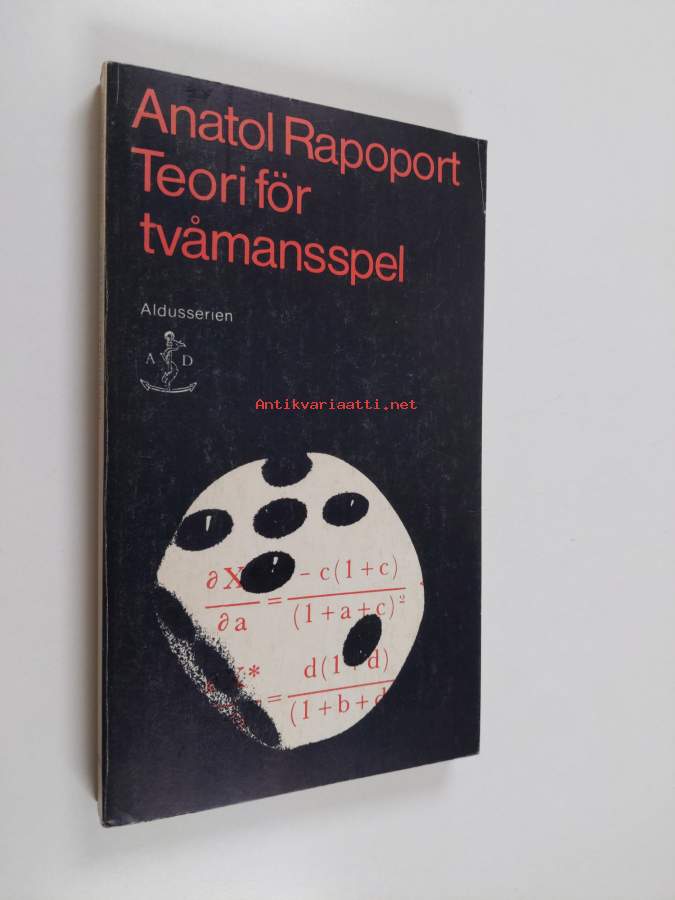 Anatol Rapoport
Teori för
tvåmansspel
Aldusserien
A D
Antikvariaatti.net
∂X = −c(1+c)
∂a (1+a+c)²
X* d(1+d)
= (1+b+d